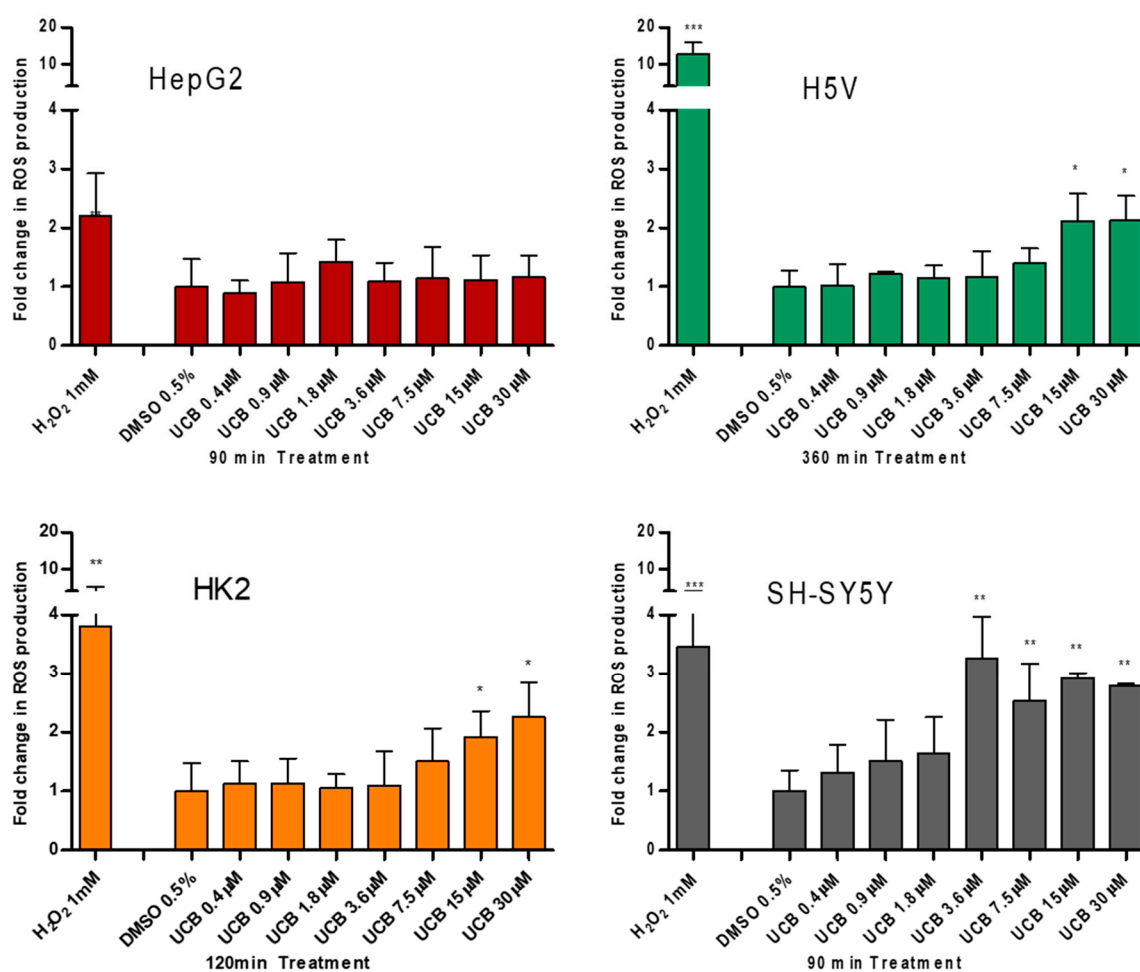 HepG2
Fold change in ROS production
20
10
4
3
2
1
0
**
H₂O₂ 1mM
DMSO 0.5%
UCB 0.4 µM
UCB 0.9 µM
UCB 1.8 µM
UCB 3.6 µM
UCB 7.5 µM
UCB 15 µM
UCB 30 µM
90 min Treatment
H5V
Fold change in ROS production
20
10
4
3
2
1
0
***
*
*
H₂O₂ 1mM
DMSO 0.5%
UCB 0.4 µM
UCB 0.9 µM
UCB 1.8 µM
UCB 3.6 µM
UCB 7.5 µM
UCB 15 µM
UCB 30 µM
360 min Treatment
HK2
Fold change in ROS production
20
10
4
3
2
1
0
**
*
*
H₂O₂ 1mM
DMSO 0.5%
UCB 0.4 µM
UCB 0.9 µM
UCB 1.8 µM
UCB 3.6 µM
UCB 7.5 µM
UCB 15 µM
UCB 30 µM
120min Treatment
SH-SY5Y
Fold change in ROS production
20
10
4
3
2
1
0
***
**
**
**
**
H₂O₂ 1mM
DMSO 0.5%
UCB 0.4 µM
UCB 0.9 µM
UCB 1.8 µM
UCB 3.6 µM
UCB 7.5 µM
UCB 15 µM
UCB 30 µM
90 min Treatment